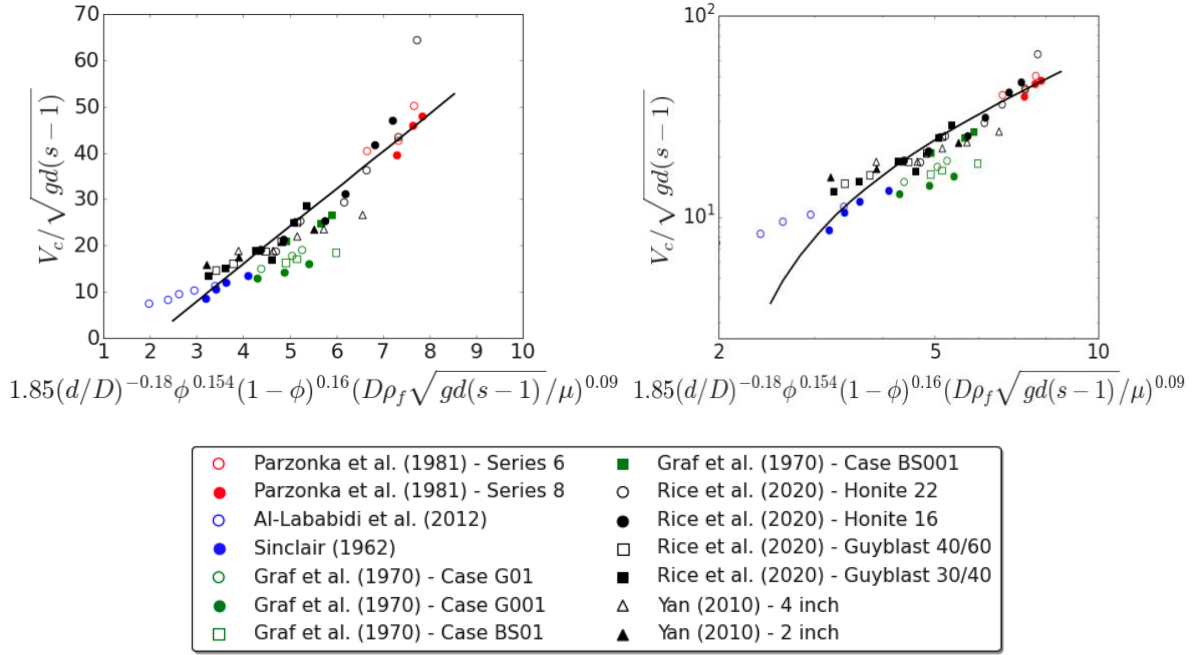 70
60
50
40
30
20
10
0
V_c/√gd(s − 1)
1 2 3 4 5 6 7 8 9 10
1.85(d/D)^−0.18 ϕ^0.154 (1 − ϕ)^0.16 (Dρ_f √gd(s − 1)/μ)^0.09
10^2
10^1
V_c/√gd(s − 1)
2 5 10
1.85(d/D)^−0.18 ϕ^0.154 (1 − ϕ)^0.16 (Dρ_f √gd(s − 1)/μ)^0.09
Parzonka et al. (1981) - Series 6
Parzonka et al. (1981) - Series 8
Al-Lababidi et al. (2012)
Sinclair (1962)
Graf et al. (1970) - Case G01
Graf et al. (1970) - Case G001
Graf et al. (1970) - Case BS01
Graf et al. (1970) - Case BS001
Rice et al. (2020) - Honite 22
Rice et al. (2020) - Honite 16
Rice et al. (2020) - Guyblast 40/60
Rice et al. (2020) - Guyblast 30/40
Yan (2010) - 4 inch
Yan (2010) - 2 inch